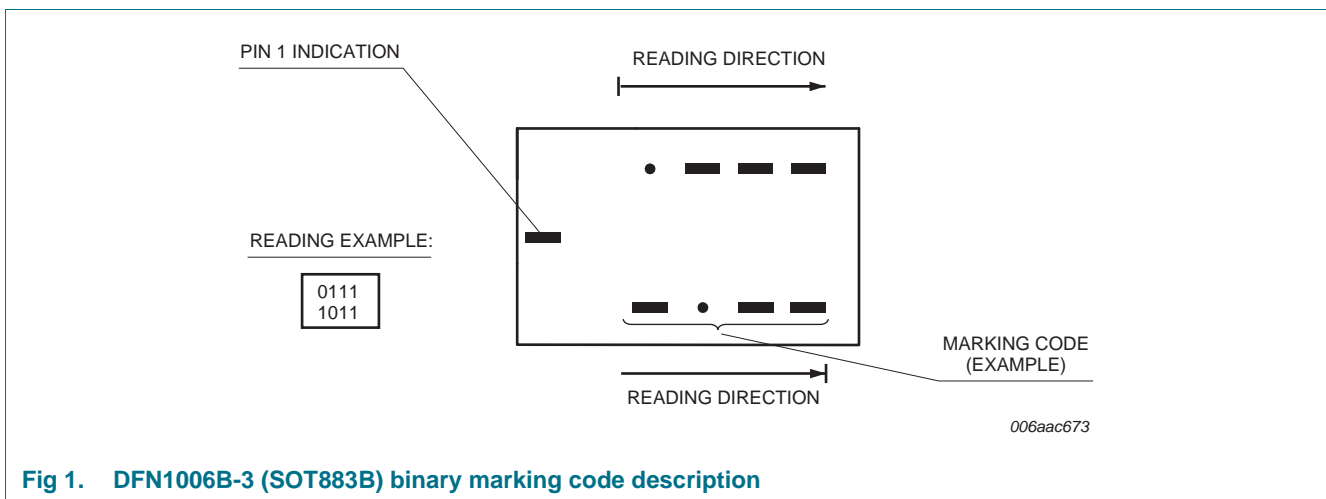 PIN 1 INDICATION
READING DIRECTION
READING EXAMPLE:
0111
1011
MARKING CODE
(EXAMPLE)
READING DIRECTION
006aac673
Fig 1. DFN1006B-3 (SOT883B) binary marking code description